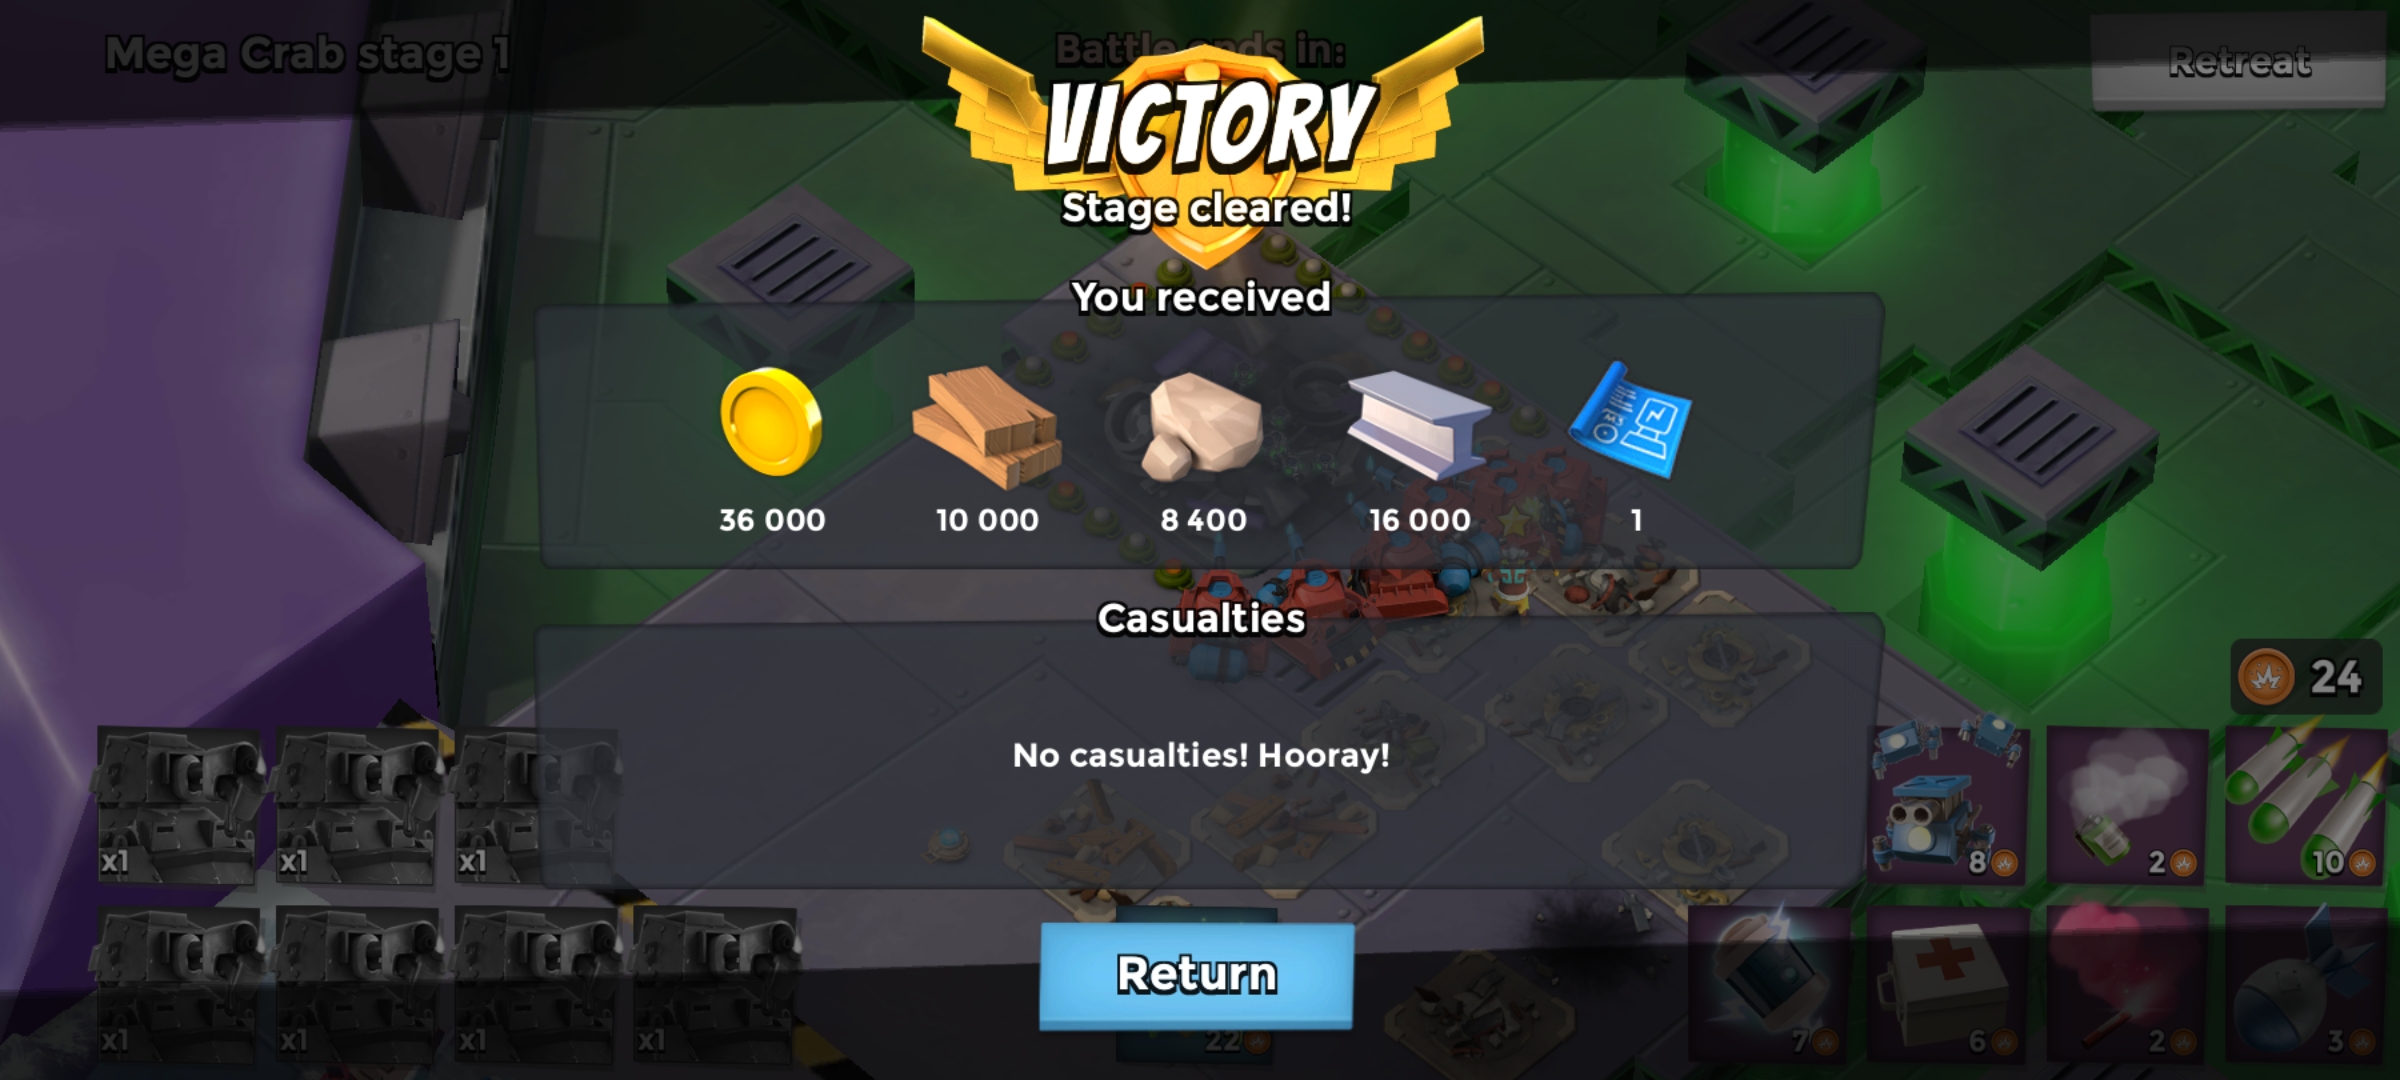 Mega Crab stage 1
Battle ends in:
Retreat
VICTORY
Stage cleared!
You received
36 000
10 000
8 400
16 000
1
Casualties
No casualties! Hooray!
24
x1
x1
x1
8
2
10
x1
x1
x1
x1
Return
22
7
6
2
3